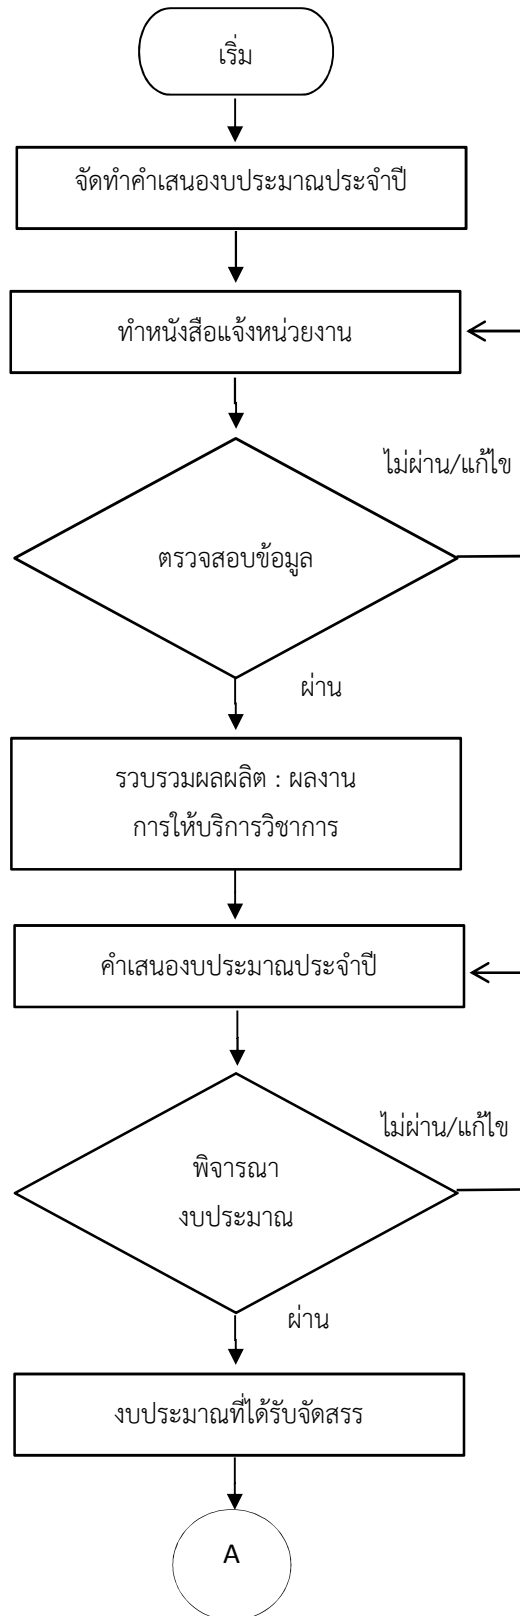 เริ่ม
จัดทำคำเสนองบประมาณประจำปี
ทำหนังสือแจ้งหน่วยงาน
ไม่ผ่าน/แก้ไข
ตรวจสอบข้อมูล
ผ่าน
รวบรวมผลผลิต : ผลงาน
การให้บริการวิชาการ
คำเสนองบประมาณประจำปี
ไม่ผ่าน/แก้ไข
พิจารณา
งบประมาณ
ผ่าน
งบประมาณที่ได้รับจัดสรร
A